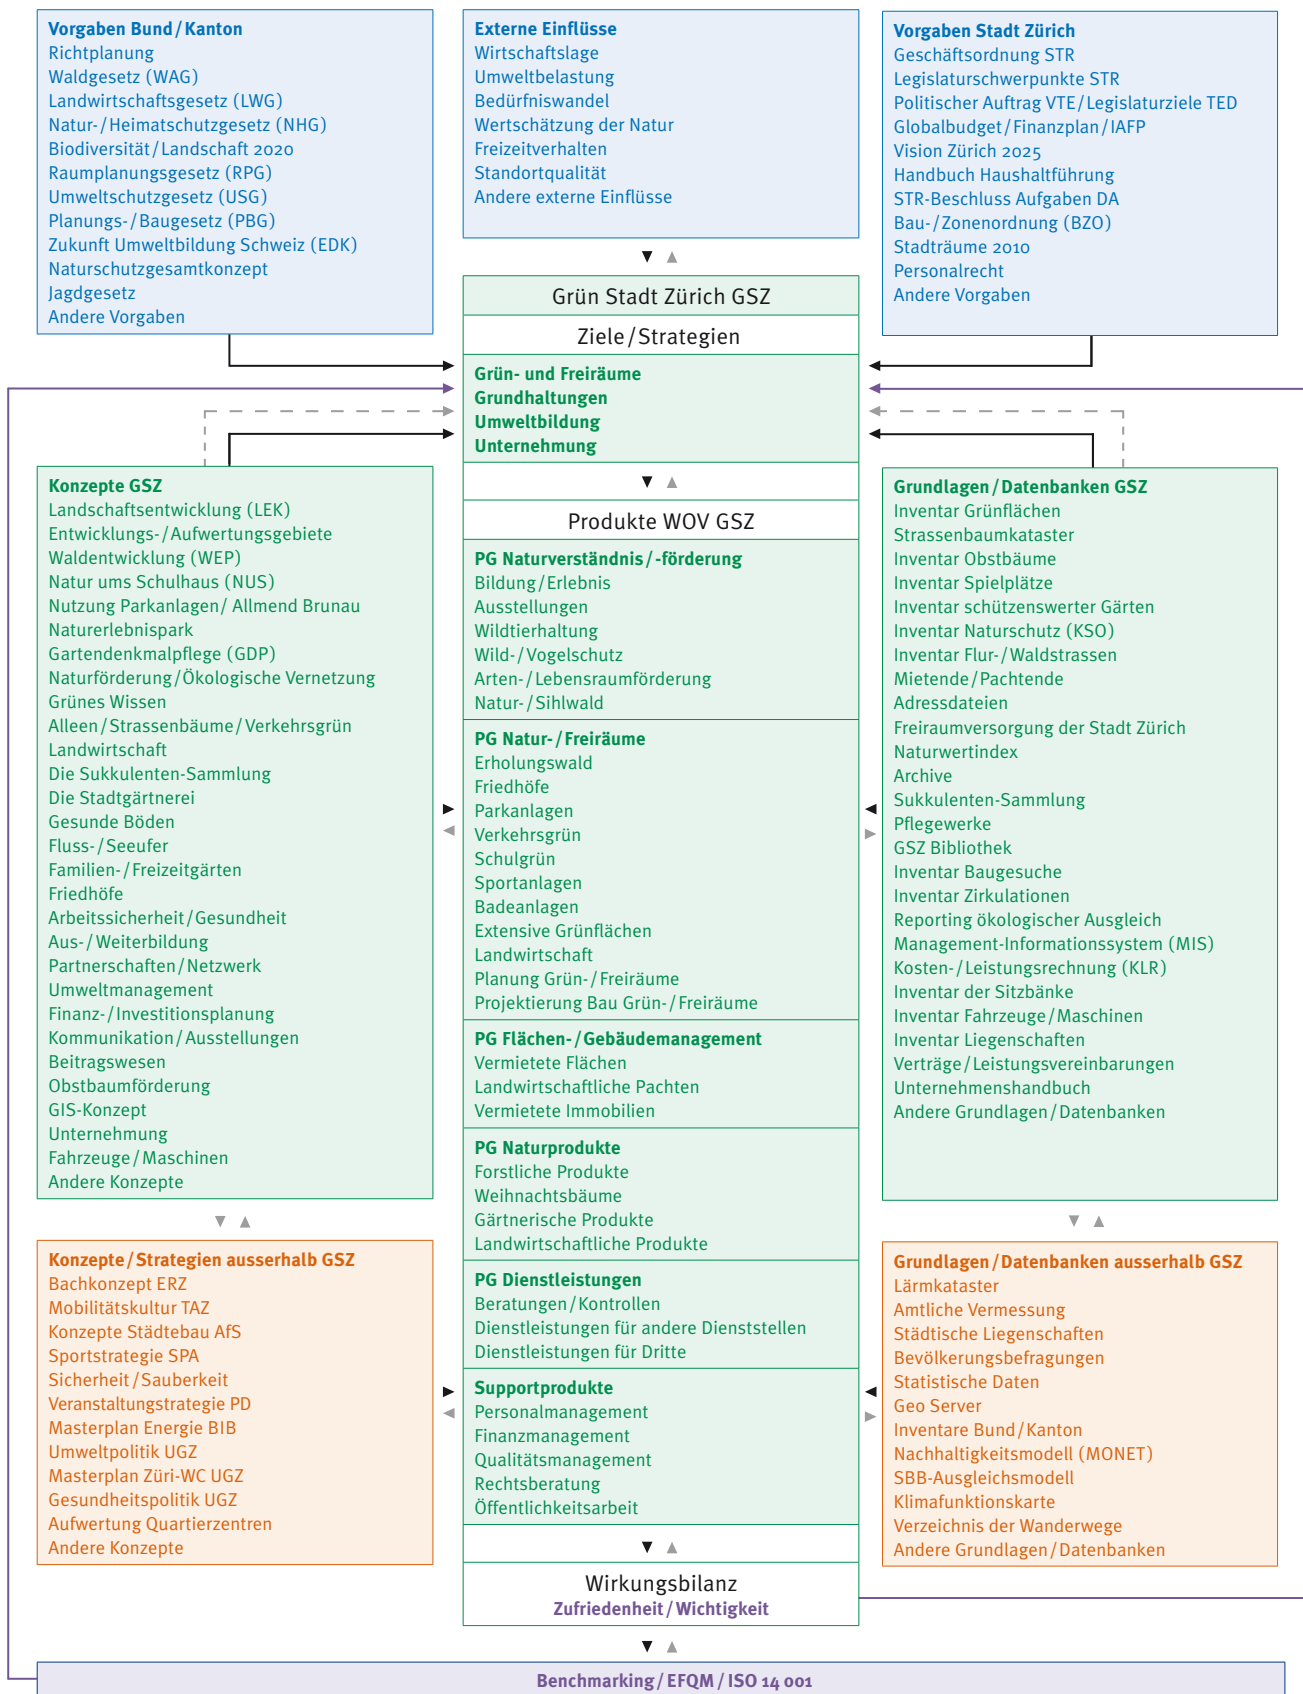 Vorgaben Bund/Kanton
Richtplanung
Waldgesetz (WAG)
Landwirtschaftsgesetz (LWG)
Natur-/Heimatschutzgesetz (NHG)
Biodiversität/Landschaft 2020
Raumplanungsgesetz (RPG)
Umweltschutzgesetz (USG)
Planungs-/Baugesetz (PBG)
Zukunft Umweltbildung Schweiz (EDK)
Naturschutzgesamtkonzept
Jagdgesetz
Andere Vorgaben
Externe Einflüsse
Wirtschaftslage
Umweltbelastung
Bedürfniswandel
Wertschätzung der Natur
Freizeitverhalten
Standortqualität
Andere externe Einflüsse
Vorgaben Stadt Zürich
Geschäftsordnung STR
Legislaturschwerpunkte STR
Politischer Auftrag VTE/Legislaturziele TED
Globalbudget/Finanzplan/IAFP
Vision Zürich 2025
Handbuch Haushaltführung
STR-Beschluss Aufgaben DA
Bau-/Zonenordnung (BZO)
Stadträume 2010
Personalrecht
Andere Vorgaben
Grün Stadt Zürich GSZ
Ziele/Strategien
Grün- und Freiräume
Grundhaltungen
Umweltbildung
Unternehmung
Konzepte GSZ
Landschaftsentwicklung (LEK)
Entwicklungs-/Aufwertungsgebiete
Waldentwicklung (WEP)
Natur ums Schulhaus (NUS)
Nutzung Parkanlagen/ Allmend Brunau
Naturerlebnispark
Gartendenkmalpflege (GDP)
Naturförderung/Ökologische Vernetzung
Grünes Wissen
Alleen/Strassenbäume/Verkehrsgrün
Landwirtschaft
Die Sukkulenten-Sammlung
Die Stadtgärtnerei
Gesunde Böden
Fluss-/Seeufer
Familien-/Freizeitgärten
Friedhöfe
Arbeitssicherheit/Gesundheit
Aus-/Weiterbildung
Partnerschaften/Netzwerk
Umweltmanagement
Finanz-/Investitionsplanung
Kommunikation/Ausstellungen
Beitragswesen
Obstbaumförderung
GIS-Konzept
Unternehmung
Fahrzeuge/Maschinen
Andere Konzepte
Produkte WOV GSZ
PG Naturverständnis/-förderung
Bildung/Erlebnis
Ausstellungen
Wildtierhaltung
Wild-/Vogelschutz
Arten-/Lebensraumförderung
Natur-/Sihlwald
PG Natur-/Freiräume
Erholungswald
Friedhöfe
Parkanlagen
Verkehrsgrün
Schulgrün
Sportanlagen
Badeanlagen
Extensive Grünflächen
Landwirtschaft
Planung Grün-/Freiräume
Projektierung Bau Grün-/Freiräume
PG Flächen-/Gebäudemanagement
Vermietete Flächen
Landwirtschaftliche Pachten
Vermietete Immobilien
PG Naturprodukte
Forstliche Produkte
Weihnachtsbäume
Gärtnerische Produkte
Landwirtschaftliche Produkte
PG Dienstleistungen
Beratungen/Kontrollen
Dienstleistungen für andere Dienststellen
Dienstleistungen für Dritte
Supportprodukte
Personalmanagement
Finanzmanagement
Qualitätsmanagement
Rechtsberatung
Öffentlichkeitsarbeit
Grundlagen/Datenbanken GSZ
Inventar Grünflächen
Strassenbaumkataster
Inventar Obstbäume
Inventar Spielplätze
Inventar schützenswerter Gärten
Inventar Naturschutz (KSO)
Inventar Flur-/Waldstrassen
Mietende/Pachtende
Adressdateien
Freiraumversorgung der Stadt Zürich
Naturwertindex
Archive
Sukkulenten-Sammlung
Pflegewerke
GSZ Bibliothek
Inventar Baugesuche
Inventar Zirkulationen
Reporting ökologischer Ausgleich
Management-Informationssystem (MIS)
Kosten-/Leistungsrechnung (KLR)
Inventar der Sitzbänke
Inventar Fahrzeuge/Maschinen
Inventar Liegenschaften
Verträge/Leistungsvereinbarungen
Unternehmenshandbuch
Andere Grundlagen/Datenbanken
Konzepte/Strategien ausserhalb GSZ
Bachkonzept ERZ
Mobilitätskultur TAZ
Konzepte Städtebau AfS
Sportstrategie SPA
Sicherheit/Sauberkeit
Veranstaltungstrategie PD
Masterplan Energie BIB
Umweltpolitik UGZ
Masterplan Züri-WC UGZ
Gesundheitspolitik UGZ
Aufwertung Quartierzentren
Andere Konzepte
Grundlagen/Datenbanken ausserhalb GSZ
Lärmkataster
Amtliche Vermessung
Städtische Liegenschaften
Bevölkerungsbefragungen
Statistische Daten
Geo Server
Inventare Bund/Kanton
Nachhaltigkeitsmodell (MONET)
SBB-Ausgleichsmodell
Klimafunktionskarte
Verzeichnis der Wanderwege
Andere Grundlagen/Datenbanken
Wirkungsbilanz
Zufriedenheit/Wichtigkeit
Benchmarking/EFQM/ISO 14 001